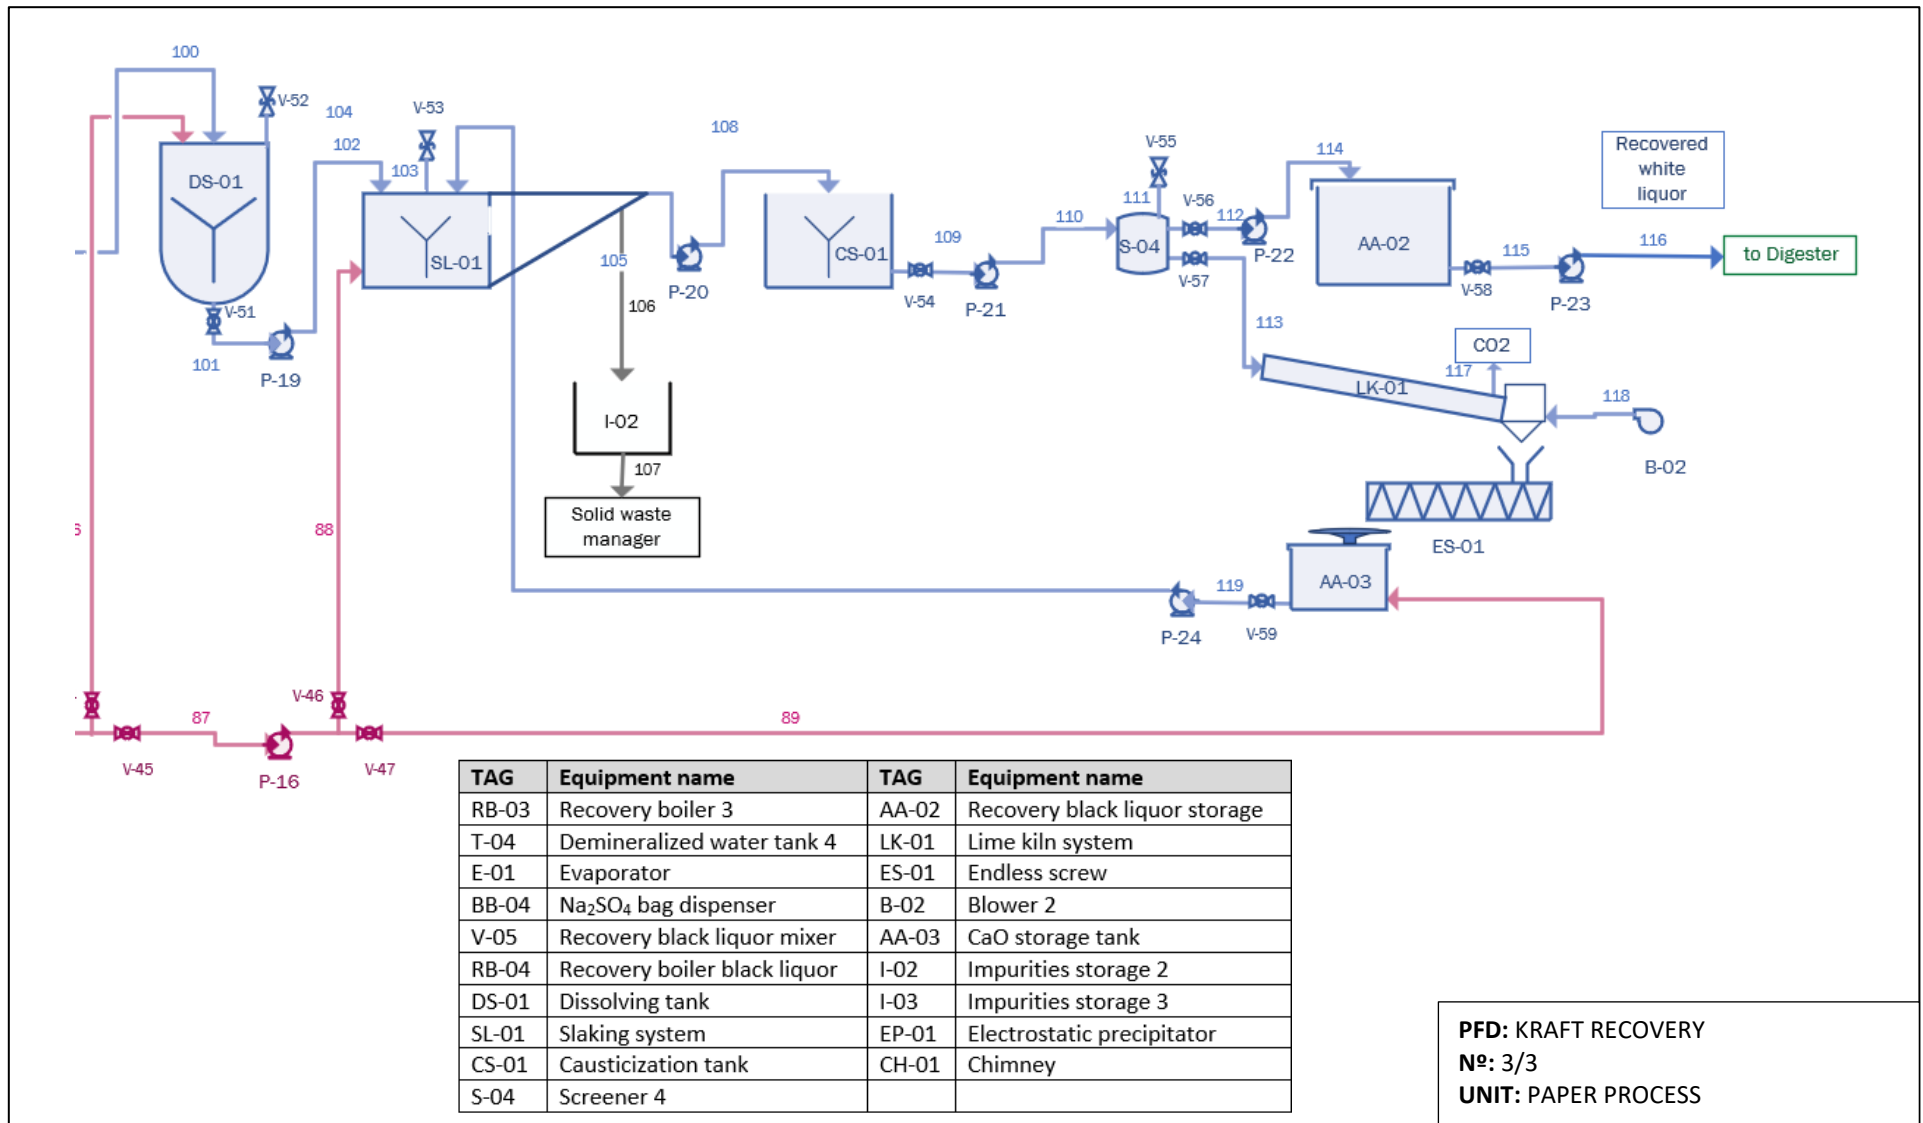 100
V-52
104
V-53
108
102
103
DS-01
V-51
101
P-19
SL-01
105
P-20
106
I-02
107
Solid waste
manager
CS-01
109
V-54
P-21
110
V-55
111
S-04
V-56
112
V-57
P-22
113
114
AA-02
Recovered
white
liquor
115
V-58
P-23
116
to Digester
CO2
117
LK-01
118
B-02
ES-01
AA-03
119
V-59
P-24
88
V-46
87
V-45
P-16
V-47
89
TAG Equipment name TAG Equipment name
RB-03 Recovery boiler 3 AA-02 Recovery black liquor storage
T-04 Demineralized water tank 4 LK-01 Lime kiln system
E-01 Evaporator ES-01 Endless screw
BB-04 Na₂SO₄ bag dispenser B-02 Blower 2
V-05 Recovery black liquor mixer AA-03 CaO storage tank
RB-04 Recovery boiler black liquor I-02 Impurities storage 2
DS-01 Dissolving tank I-03 Impurities storage 3
SL-01 Slaking system EP-01 Electrostatic precipitator
CS-01 Causticization tank CH-01 Chimney
S-04 Screener 4
PFD: KRAFT RECOVERY
Nº: 3/3
UNIT: PAPER PROCESS